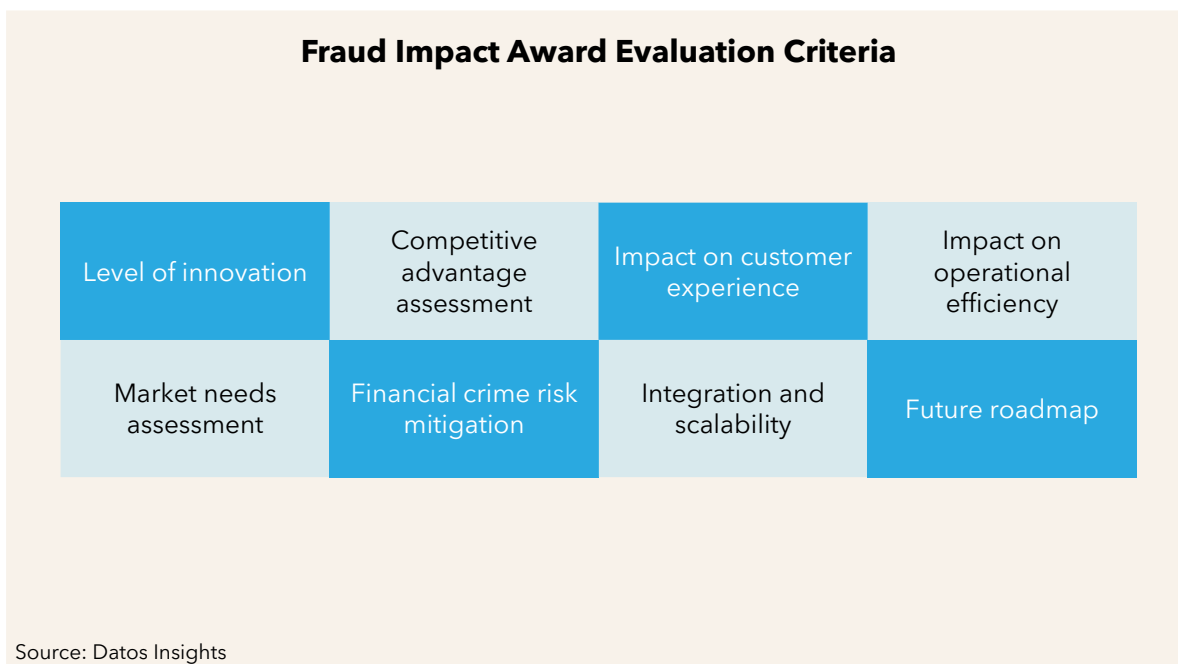 Fraud Impact Award Evaluation Criteria
Level of innovation
Competitive
advantage
assessment
Impact on customer
experience
Impact on
operational
efficiency
Market needs
assessment
Financial crime risk
mitigation
Integration and
scalability
Future roadmap
Source: Datos Insights